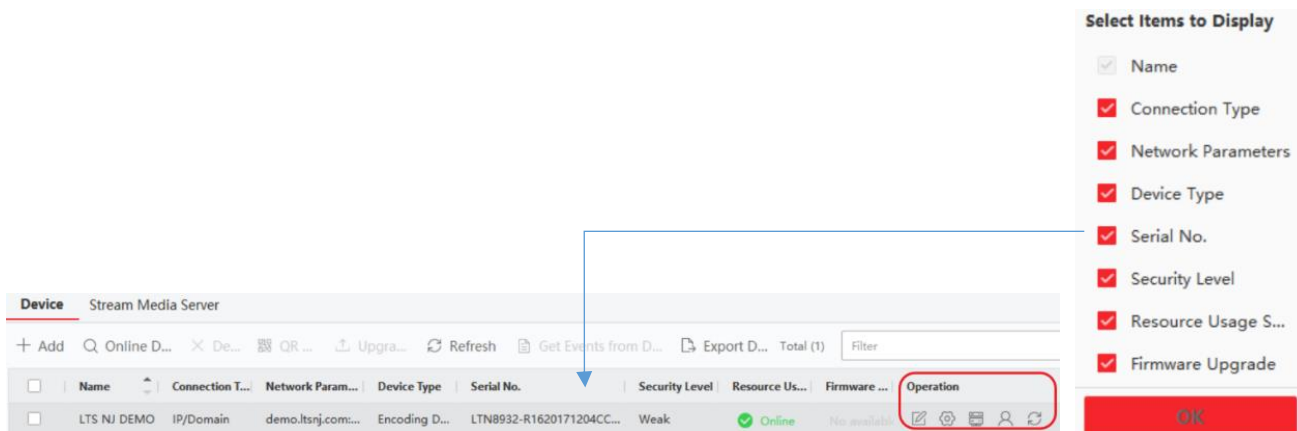 Select Items to Display
Name
Connection Type
Network Parameters
Device Type
Serial No.
Security Level
Resource Usage S...
Firmware Upgrade
OK
Device Stream Media Server
+ Add Online D... De... QR ... Upgra... Refresh Get Events from D... Export D... Total (1) Filter
Name Connection T... Network Param... Device Type Serial No. Security Level Resource Us... Firmware ... Operation
LTS NJ DEMO IP/Domain demo.ltsnj.com:... Encoding D... LTN8932-R1620171204CC... Weak Online No availabl